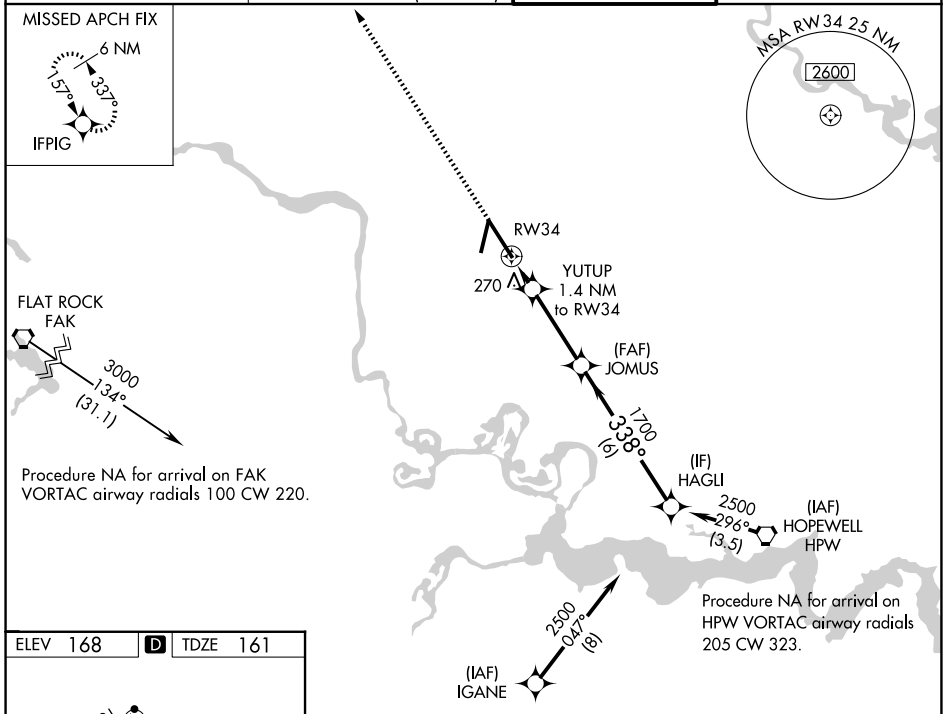 MISSED APCH FIX
6 NM
157°
337°
IFPIG
MSA RW34 25 NM
2600
RW34
270
YUTUP
1.4 NM
to RW34
FLAT ROCK
FAK
3000
134°
(31.1)
(FAF)
JOMUS
1700
338°
(6)
Procedure NA for arrival on FAK
VORTAC airway radials 100 CW 220.
(IF)
HAGLI
2500
296°
(3.5)
(IAF)
HOPEWELL
HPW
Procedure NA for arrival on
HPW VORTAC airway radials
205 CW 323.
2500
047°
(8)
(IAF)
IGANE
ELEV 168 D TDZE 161